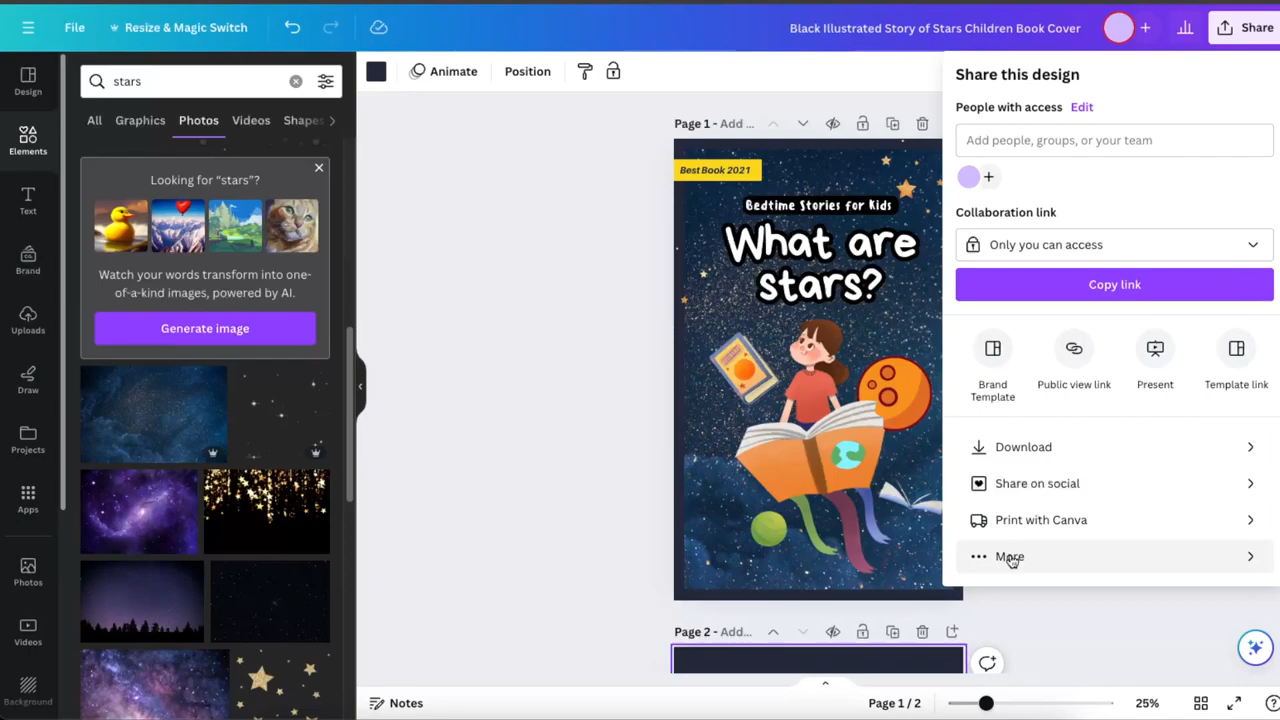 File
Resize & Magic Switch
Black Illustrated Story of Stars Children Book Cover
Share
Design
Elements
Text
Brand
Uploads
Draw
Projects
Apps
Photos
Videos
Background
stars
All Graphics Photos Videos Shapes
Looking for “stars”?
Watch your words transform into one-
of-a-kind images, powered by AI.
Generate image
Animate
Position
Page 1 - Add ...
Best Book 2021
Bedtime Stories for Kids
What are
stars?
Page 2 - Add...
Notes
Page 1 / 2
25%
Share this design
People with access Edit
Add people, groups, or your team
Collaboration link
Only you can access
Copy link
Brand
Template
Public view link
Present
Template link
Download
Share on social
Print with Canva
More